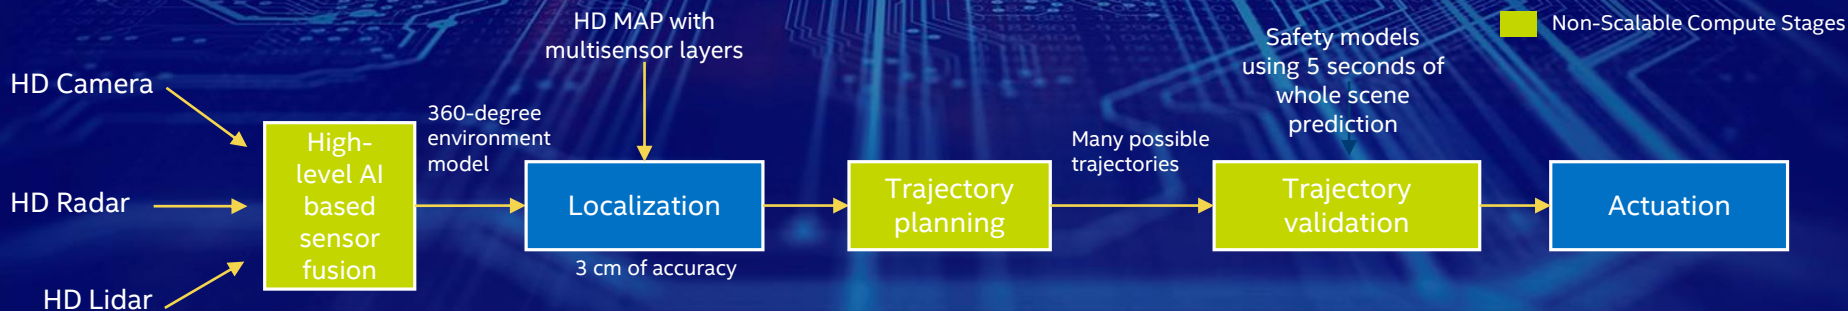 HD Camera
HD Radar
HD Lidar
High-
level AI
based
sensor
fusion
360-degree
environment
model
HD MAP with
multisensor layers
Localization
3 cm of accuracy
Trajectory
planning
Many possible
trajectories
Safety models
using 5 seconds of
whole scene
prediction
Trajectory
validation
Actuation
Non-Scalable Compute Stages